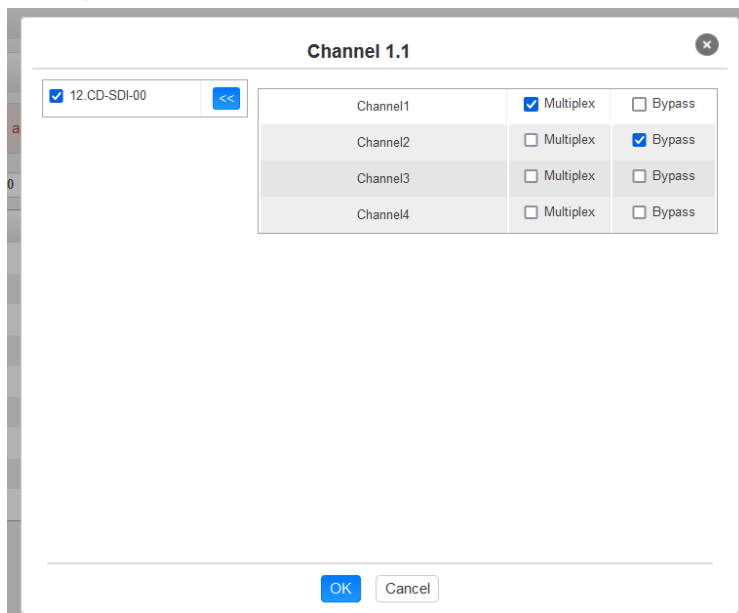 Channel 1.1
12.CD-SDI-00 <<
Channel1 Multiplex Bypass
Channel2 Multiplex Bypass
Channel3 Multiplex Bypass
Channel4 Multiplex Bypass
a
0
OK Cancel